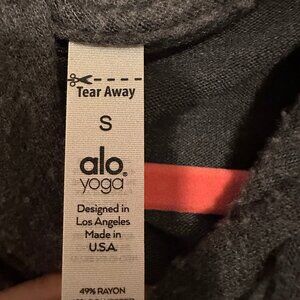 Tear Away
S
alo
yoga
Designed in
Los Angeles
Made in
U.S.A.
49% RAYON